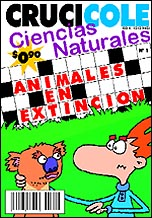 CRUCICOLE
Ciencias
Naturales
$0.90
Nº 1
ANIMALES
EN
EXTINCION